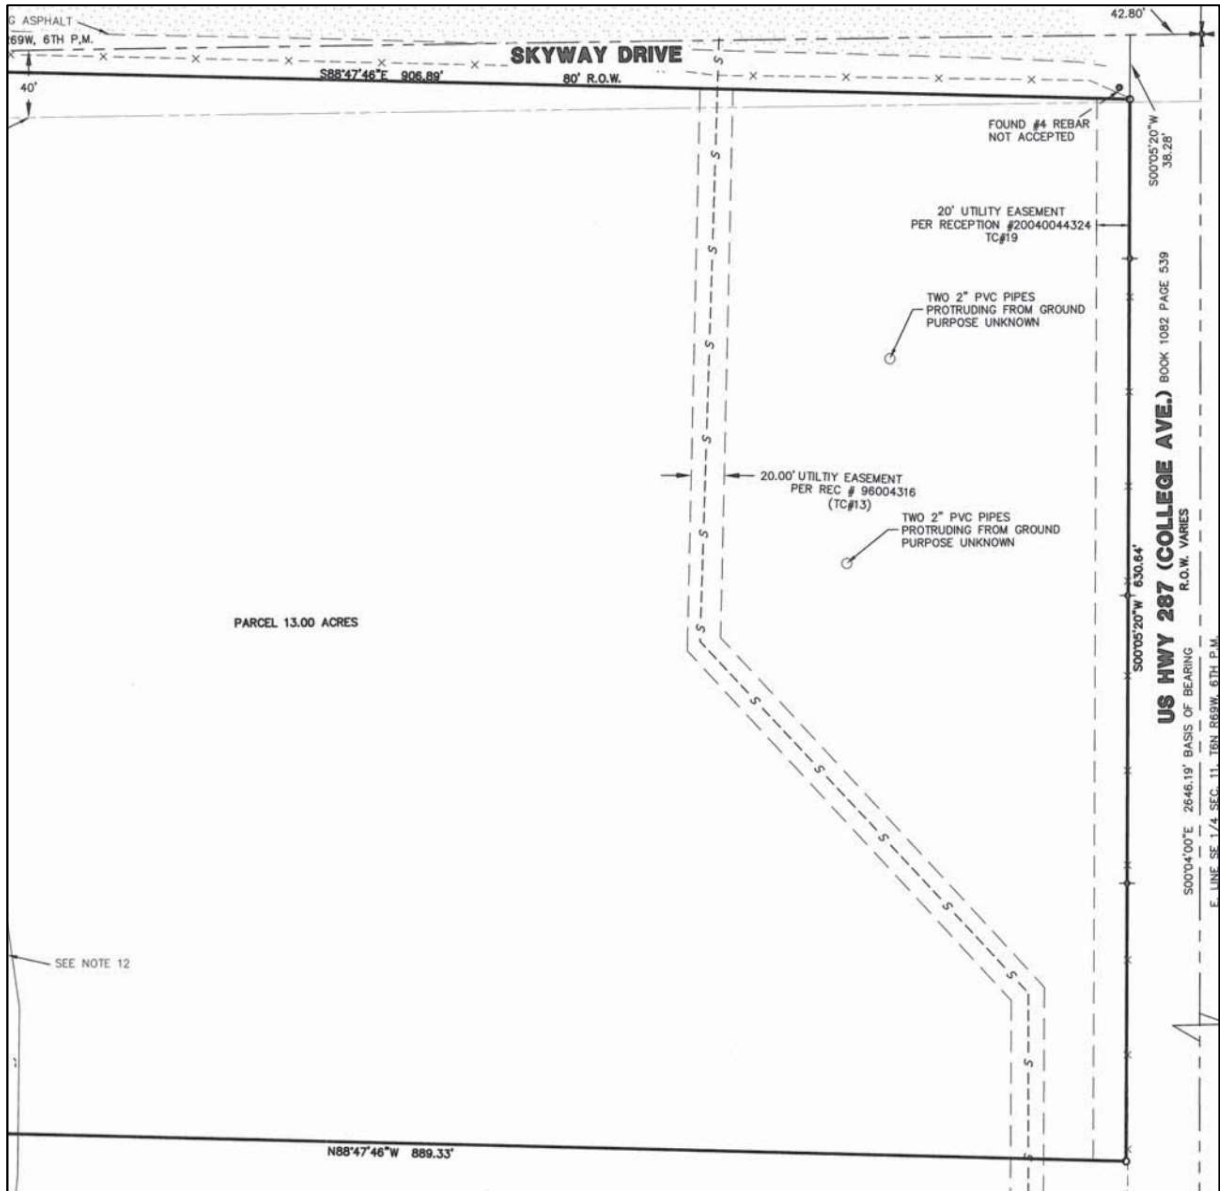 G ASPHALT
R69W, 6TH P.M.
42.80'
SKYWAY DRIVE
S88°47'46"E 906.89'
80' R.O.W.
40'
FOUND #4 REBAR
NOT ACCEPTED
S00°05'20"W
38.28'
20' UTILITY EASEMENT
PER RECEPTION #20040044324
TC#19
TWO 2" PVC PIPES
PROTRUDING FROM GROUND
PURPOSE UNKNOWN
US HWY 287 (COLLEGE AVE.) BOOK 1082 PAGE 539
R.O.W. VARIES
20.00' UTILTIY EASEMENT
PER REC # 96004316
(TC#13)
TWO 2" PVC PIPES
PROTRUDING FROM GROUND
PURPOSE UNKNOWN
S00°05'20"W 630.64'
PARCEL 13.00 ACRES
S00°04'00"E 2646.19' BASIS OF BEARING
E. LINE SE 1/4 SEC. 11, T6N R69W, 6TH P.M.
SEE NOTE 12
N88°47'46"W 889.33'
S
S
S
S
S
S
S
S
S
S
S
S
S
S